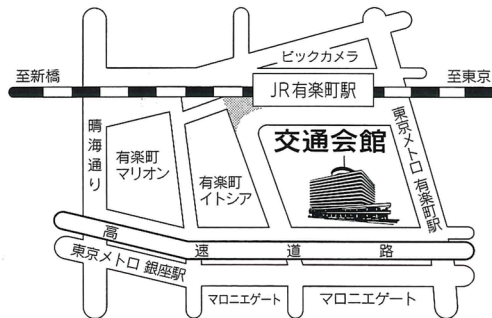 ビックカメラ
至新橋
JR有楽町駅
至東京
晴海通り
有楽町
マリオン
有楽町
イトシア
交通会館
東京メトロ 有楽町駅
高速道路
東京メトロ 銀座駅
マロニエゲート
マロニエゲート